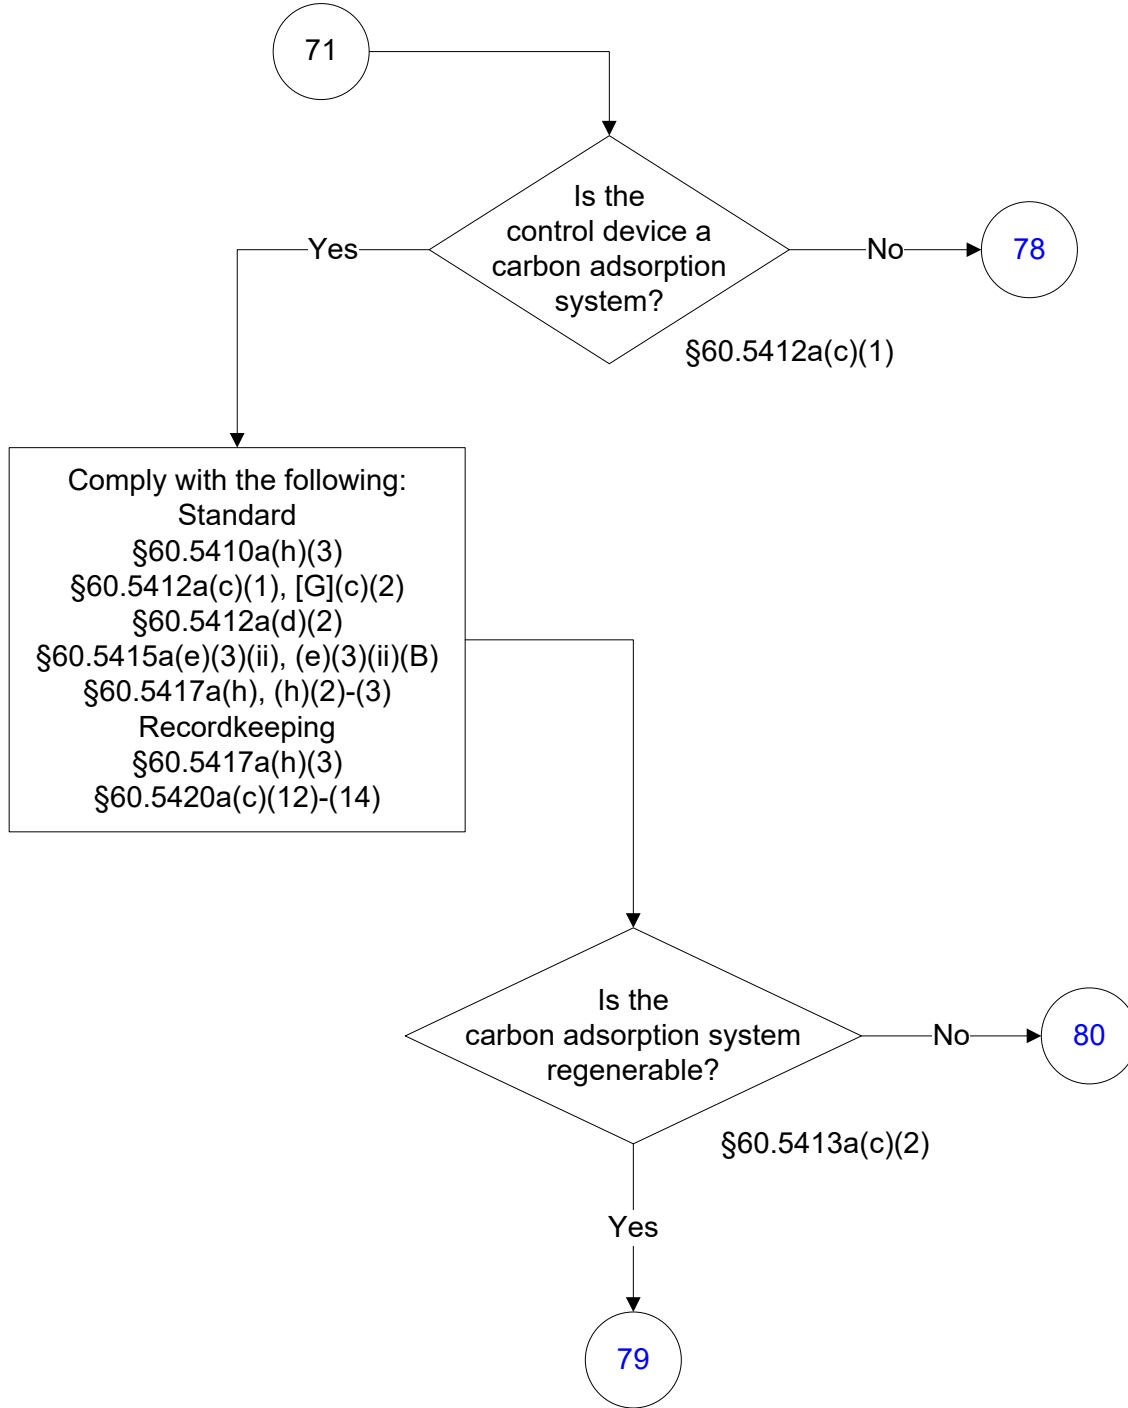 71
Is the
control device a
carbon adsorption
system?
Yes
No
78
§60.5412a(c)(1)
Comply with the following:
Standard
§60.5410a(h)(3)
§60.5412a(c)(1), [G](c)(2)
§60.5412a(d)(2)
§60.5415a(e)(3)(ii), (e)(3)(ii)(B)
§60.5417a(h), (h)(2)-(3)
Recordkeeping
§60.5417a(h)(3)
§60.5420a(c)(12)-(14)
Is the
carbon adsorption system
regenerable?
No
80
§60.5413a(c)(2)
Yes
79